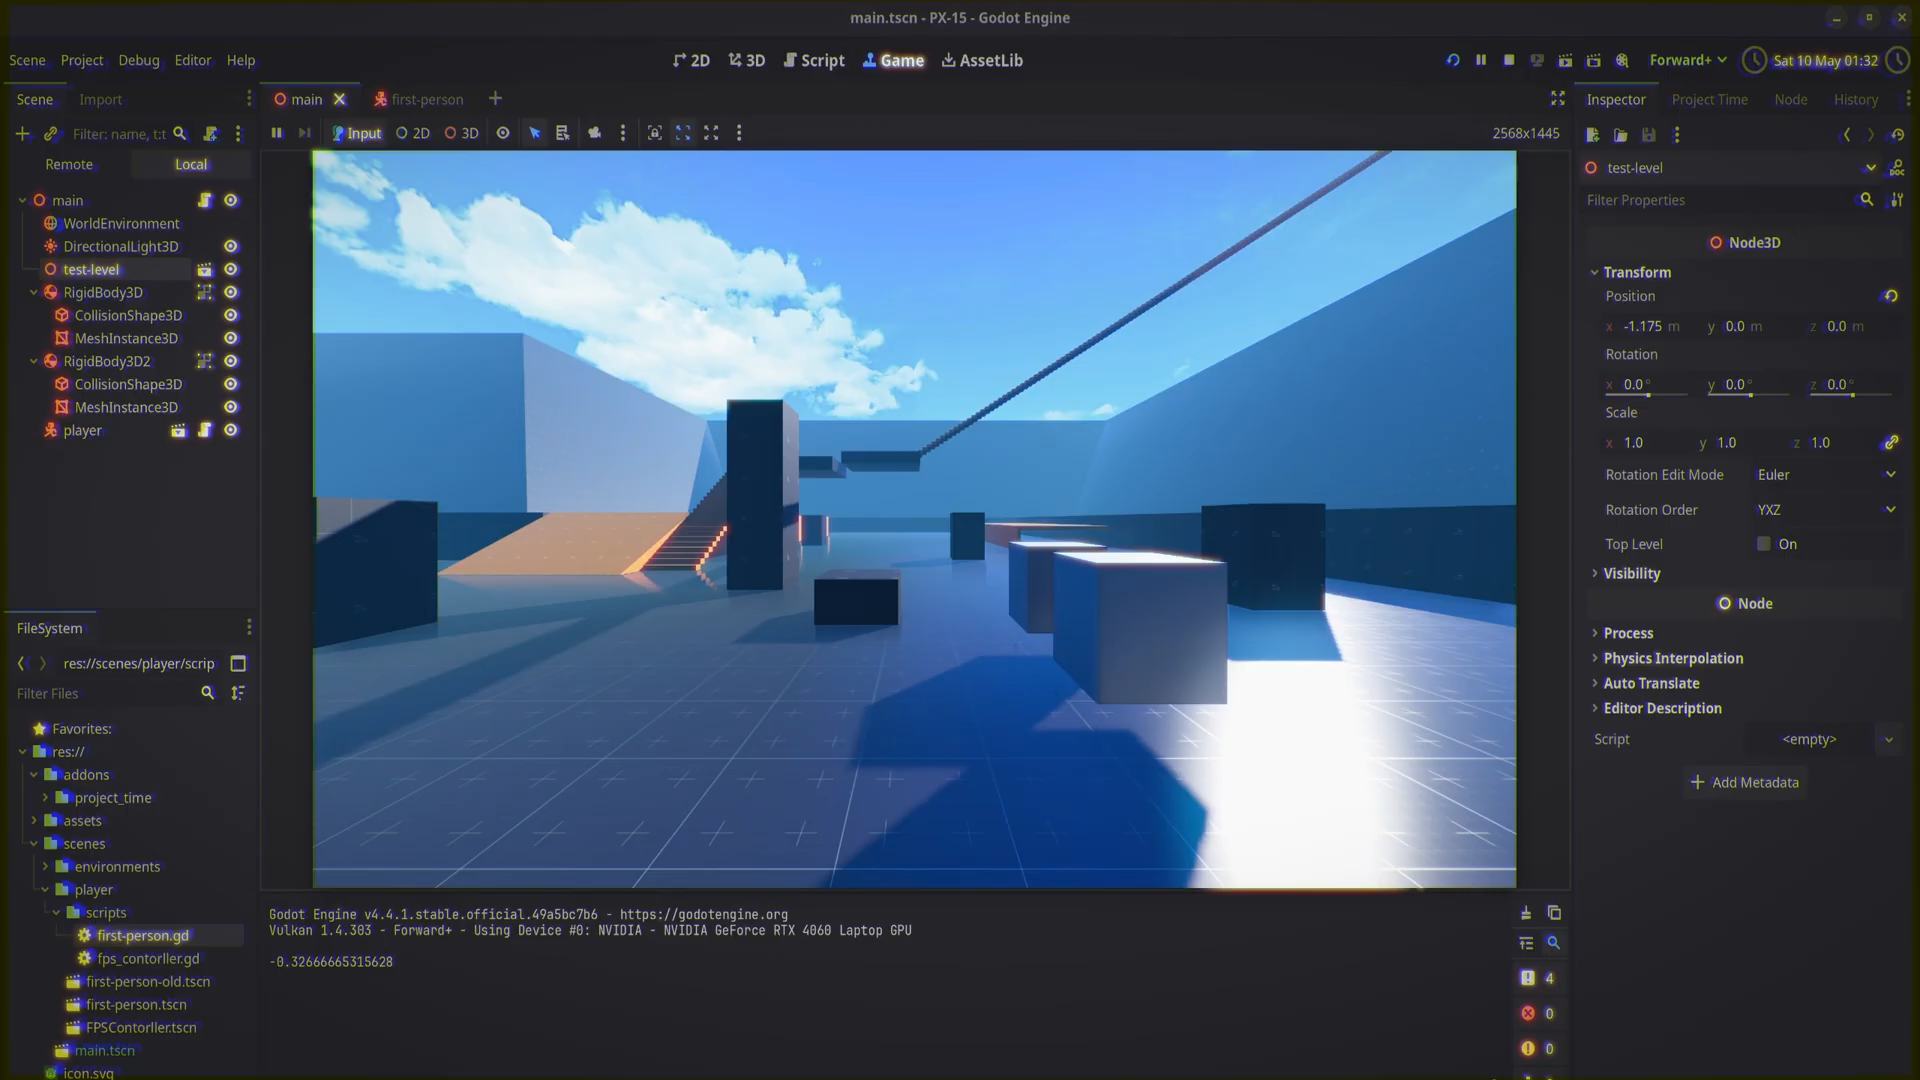 main.tscn - PX-15 - Godot Engine
Scene Project Debug Editor Help
2D 3D Script Game AssetLib
Forward+
Sat 10 May 01:32
Scene Import
main first-person
Inspector Project Time Node History
Filter: name, t:t
Input 2D 3D
2568x1445
Remote Local
test-level
Filter Properties
main
WorldEnvironment
DirectionalLight3D
test-level
RigidBody3D
CollisionShape3D
MeshInstance3D
RigidBody3D2
CollisionShape3D
MeshInstance3D
player
Node3D
Transform
Position
x -1.175 m y 0.0 m z 0.0 m
Rotation
x 0.0° y 0.0° z 0.0°
Scale
x 1.0 y 1.0 z 1.0
Rotation Edit Mode Euler
Rotation Order YXZ
Top Level On
Visibility
Node
Process
Physics Interpolation
Auto Translate
Editor Description
Script <empty>
Add Metadata
FileSystem
res://scenes/player/scrip
Filter Files
Favorites:
res://
addons
project_time
assets
scenes
environments
player
scripts
first-person.gd
fps_contorller.gd
first-person-old.tscn
first-person.tscn
FPSContorller.tscn
main.tscn
icon.svg
Godot Engine v4.4.1.stable.official.49a5bc7b6 - https://godotengine.org
Vulkan 1.4.303 - Forward+ - Using Device #0: NVIDIA - NVIDIA GeForce RTX 4060 Laptop GPU
-0.32666665315628
4
0
0